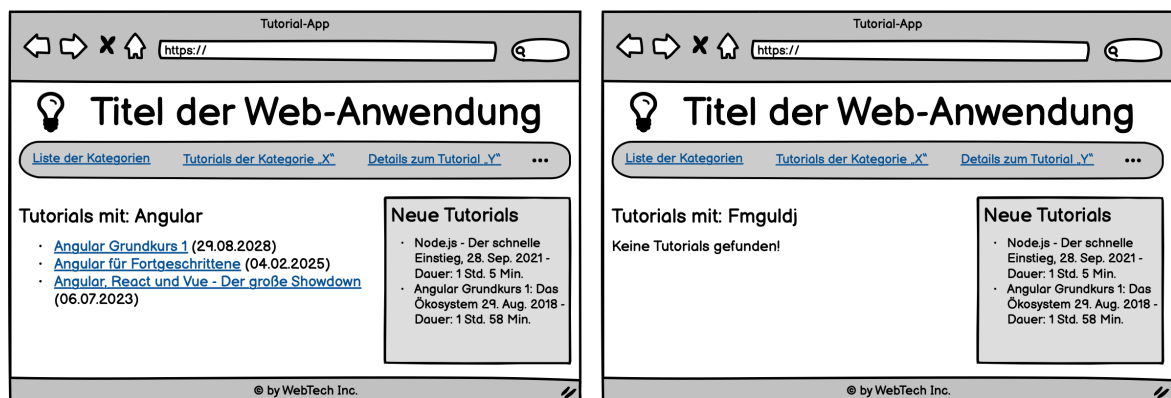 Tutorial-App
https://
Titel der Web-Anwendung
Liste der Kategorien Tutorials der Kategorie „X“ Details zum Tutorial „Y“ •••
Tutorials mit: Angular
· Angular Grundkurs 1 (29.08.2028)
· Angular für Fortgeschrittene (04.02.2025)
· Angular, React und Vue - Der große Showdown
(06.07.2023)
Neue Tutorials
· Node.js - Der schnelle
Einstieg, 28. Sep. 2021 -
Dauer: 1 Std. 5 Min.
· Angular Grundkurs 1: Das
Ökosystem 29. Aug. 2018 -
Dauer: 1 Std. 58 Min.
© by WebTech Inc.
Tutorial-App
https://
Titel der Web-Anwendung
Liste der Kategorien Tutorials der Kategorie „X“ Details zum Tutorial „Y“ •••
Tutorials mit: Fmguldj
Keine Tutorials gefunden!
Neue Tutorials
· Node.js - Der schnelle
Einstieg, 28. Sep. 2021 -
Dauer: 1 Std. 5 Min.
· Angular Grundkurs 1: Das
Ökosystem 29. Aug. 2018 -
Dauer: 1 Std. 58 Min.
© by WebTech Inc.